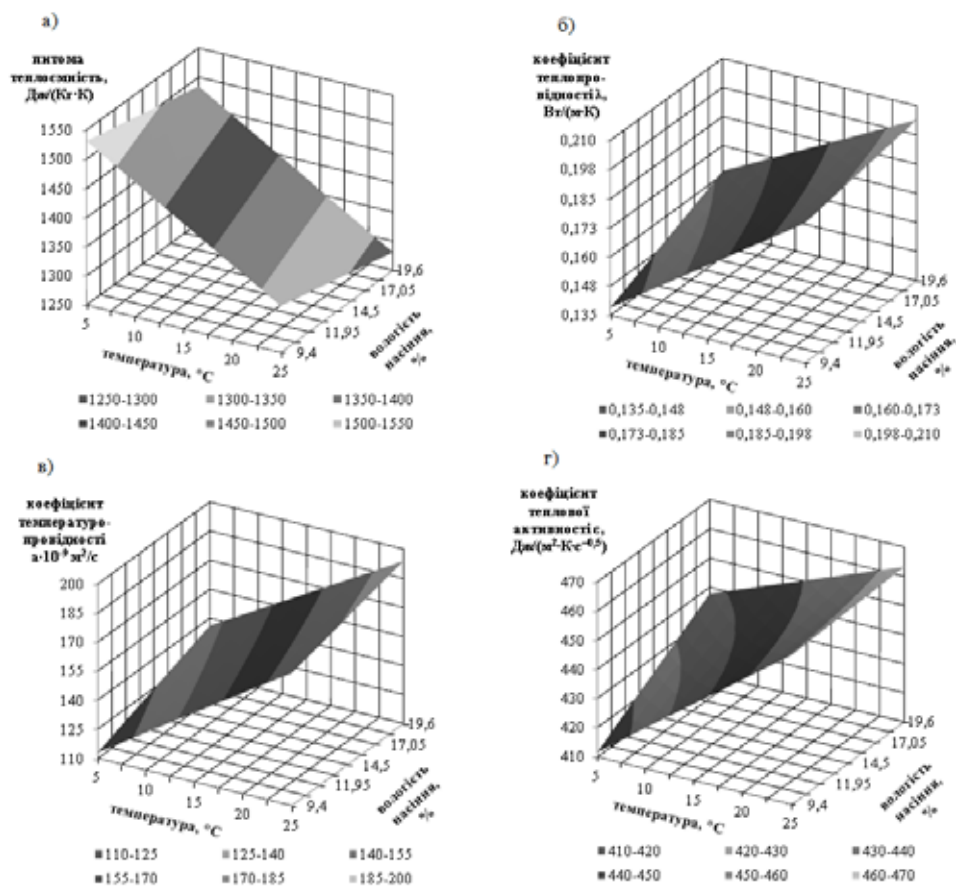 а)
питома
теплоємність,
Дж/(Кг·К)
1550
1500
1450
1400
1350
1300
1250
5
10
15
20
25
температура, °С
9,4
11,95
14,5
17,05
19,6
вологість
насіння,
%
1250-1300 1300-1350 1350-1400
1400-1450 1450-1500 1500-1550
б)
коефіцієнт
теплопро-
відності λ,
Вт/(м·К)
0,210
0,198
0,185
0,173
0,160
0,148
0,135
5
10
15
20
25
температура, °С
9,4
11,95
14,5
17,05
19,6
вологість
насіння,
%
0,135-0,148 0,148-0,160 0,160-0,173
0,173-0,185 0,185-0,198 0,198-0,210
в)
коефіцієнт
температуро-
провідності
а·10⁻⁹ м²/с
200
185
170
155
140
125
110
5
10
15
20
25
температура, °С
9,4
11,95
14,5
17,05
19,6
вологість
насіння,
%
110-125 125-140 140-155
155-170 170-185 185-200
г)
коефіцієнт
теплової
активності є,
Дж/(м²·К·с⁻⁰,⁵)
470
460
450
440
430
420
410
5
10
15
20
25
температура, °С
9,4
11,95
14,5
17,05
19,6
вологість
насіння,
%
410-420 420-430 430-440
440-450 450-460 460-470